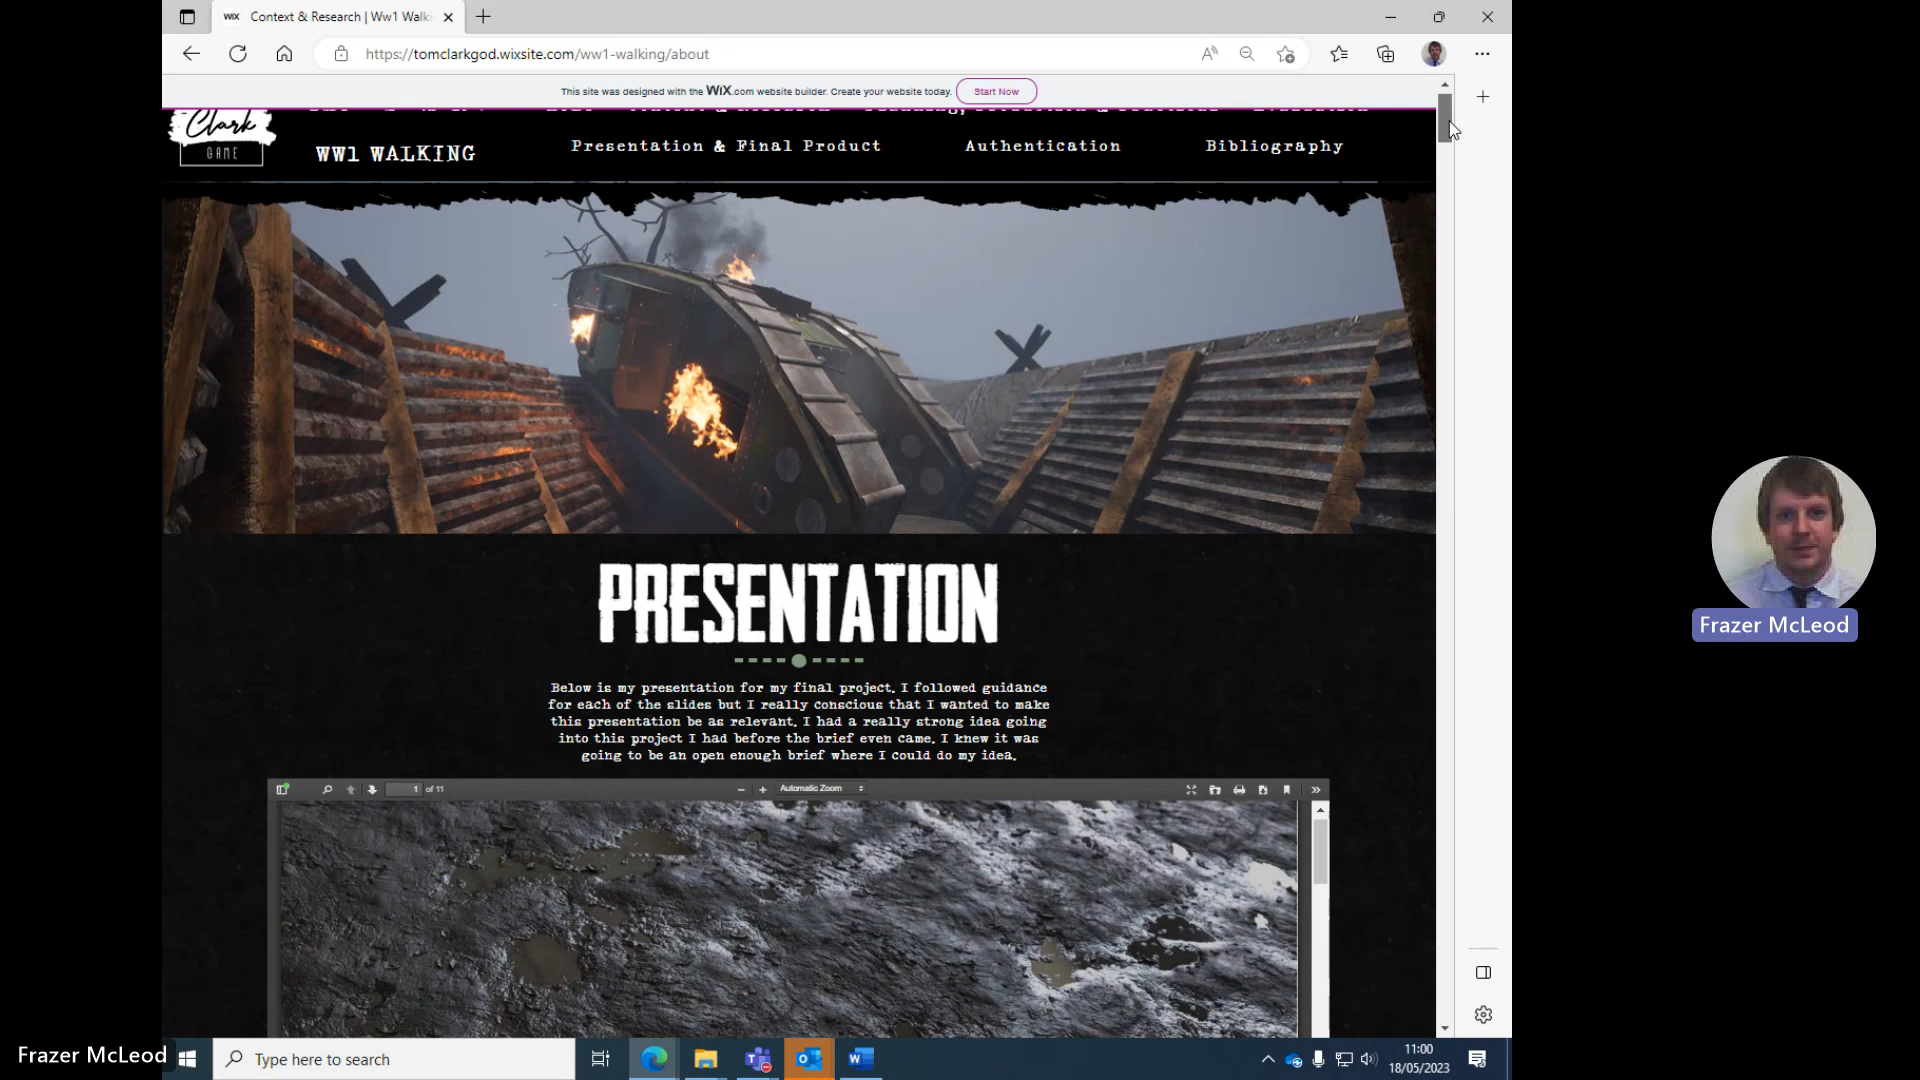 Context & Research | Ww1 Walki
https://tomclarkgod.wixsite.com/ww1-walking/about
This site was designed with the WiX.com website builder. Create your website today.
Start Now
Clark
GAME
WW1 WALKING
Presentation & Final Product
Authentication
Bibliography
PRESENTATION
Below is my presentation for my final project. I followed guidance
for each of the slides but I really conscious that I wanted to make
this presentation be as relevant. I had a really strong idea going
into this project I had before the brief even came. I knew it was
going to be an open enough brief where I could do my idea.
1 of 11
Automatic Zoom
Frazer McLeod
Frazer McLeod
Type here to search
11:00
18/05/2023